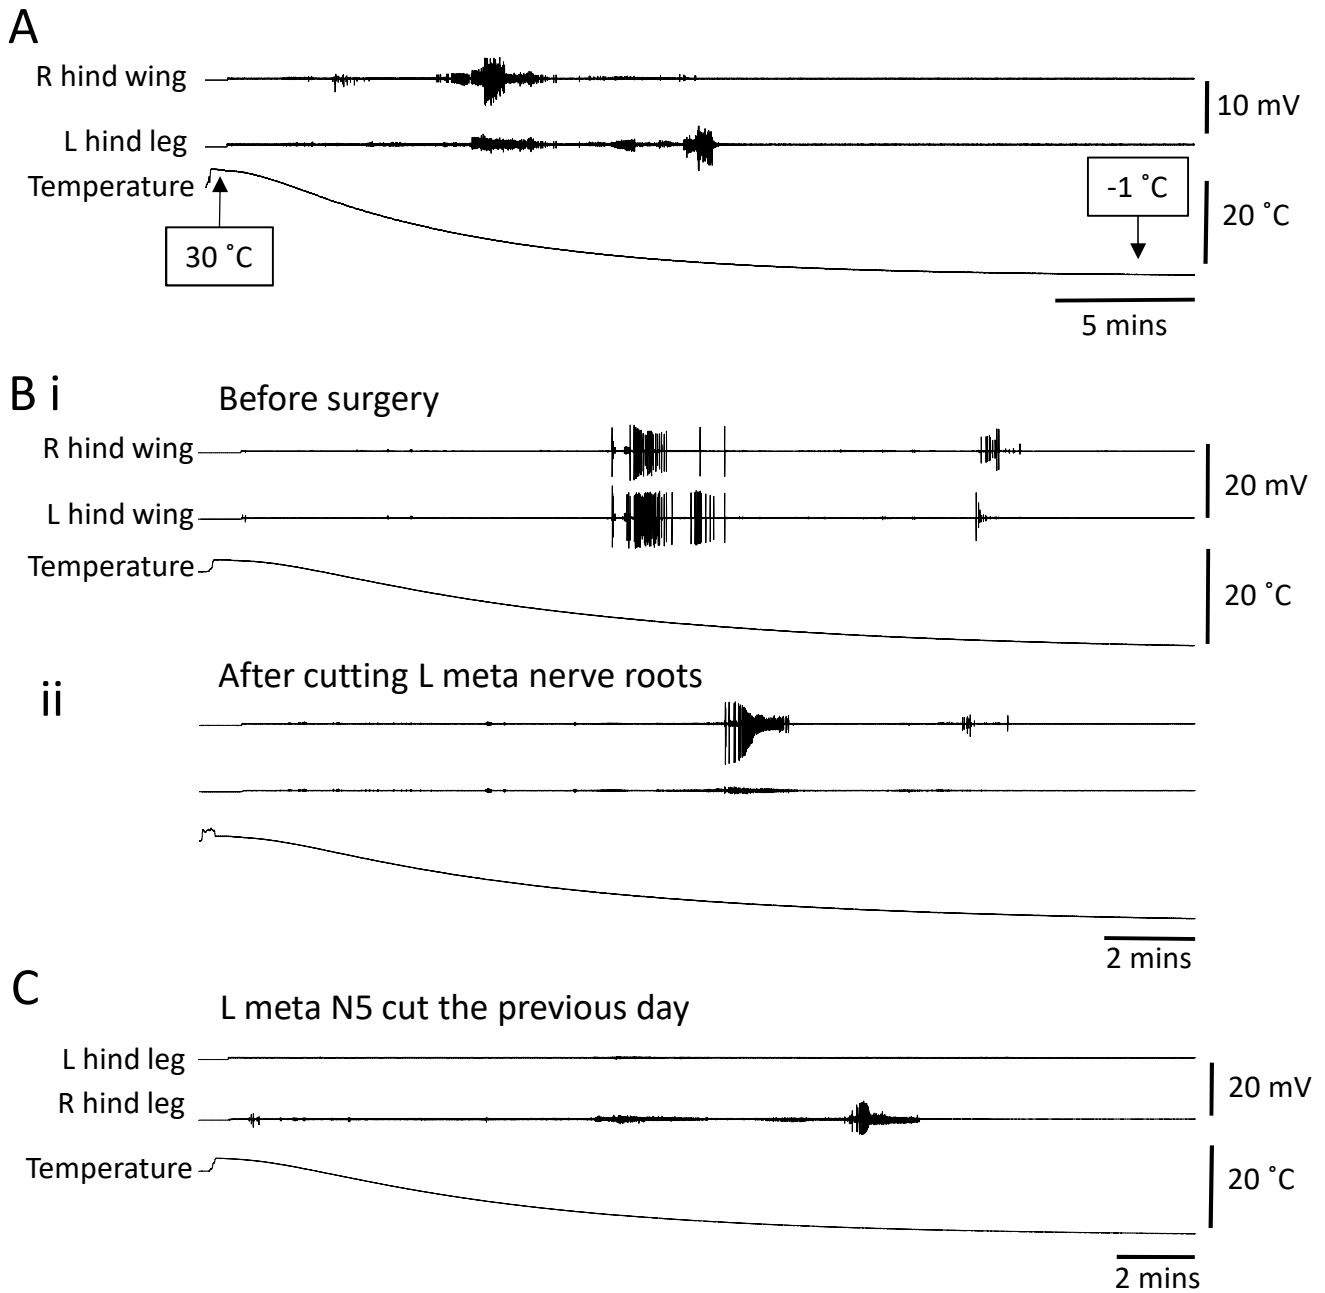 A
R hind wing
10 mV
L hind leg
Temperature
-1 ˚C
20 ˚C
30 ˚C
5 mins
B i
Before surgery
R hind wing
20 mV
L hind wing
Temperature
20 ˚C
ii
After cutting L meta nerve roots
2 mins
C
L meta N5 cut the previous day
L hind leg
20 mV
R hind leg
Temperature
20 ˚C
2 mins